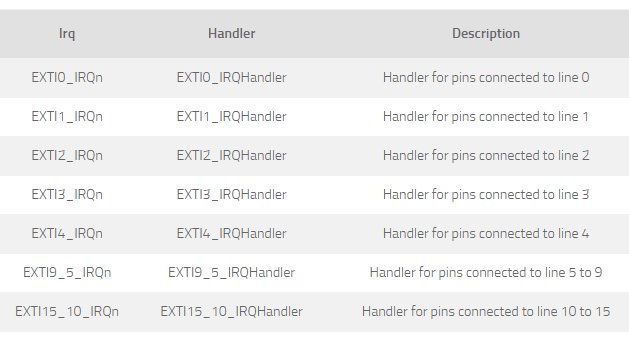 Irq Handler Description
EXTI0_IRQn EXTI0_IRQHandler Handler for pins connected to line 0
EXTI1_IRQn EXTI1_IRQHandler Handler for pins connected to line 1
EXTI2_IRQn EXTI2_IRQHandler Handler for pins connected to line 2
EXTI3_IRQn EXTI3_IRQHandler Handler for pins connected to line 3
EXTI4_IRQn EXTI4_IRQHandler Handler for pins connected to line 4
EXTI9_5_IRQn EXTI9_5_IRQHandler Handler for pins connected to line 5 to 9
EXTI15_10_IRQn EXTI15_10_IRQHandler Handler for pins connected to line 10 to 15